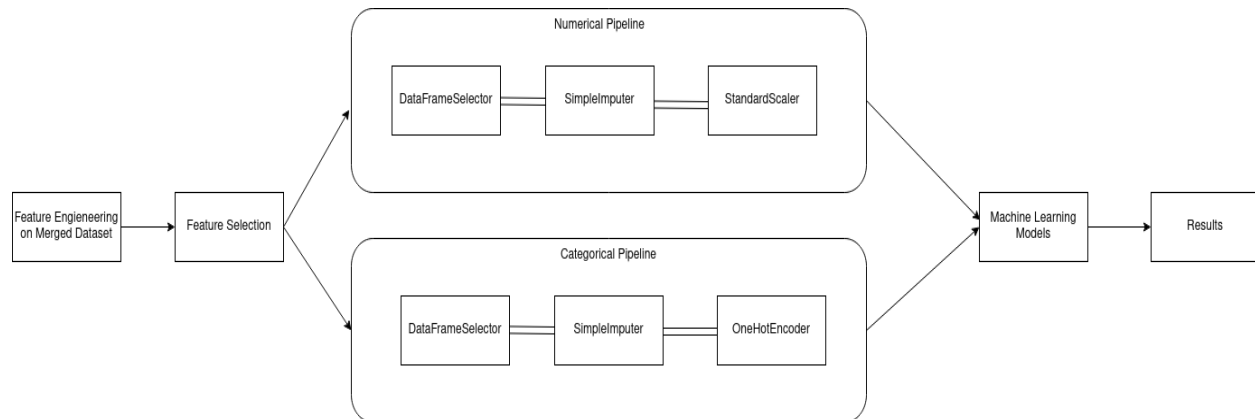 Numerical Pipeline
DataFrameSelector
SimpleImputer
StandardScaler
Feature Engieneering
on Merged Dataset
Feature Selection
Machine Learning
Models
Results
Categorical Pipeline
DataFrameSelector
SimpleImputer
OneHotEncoder